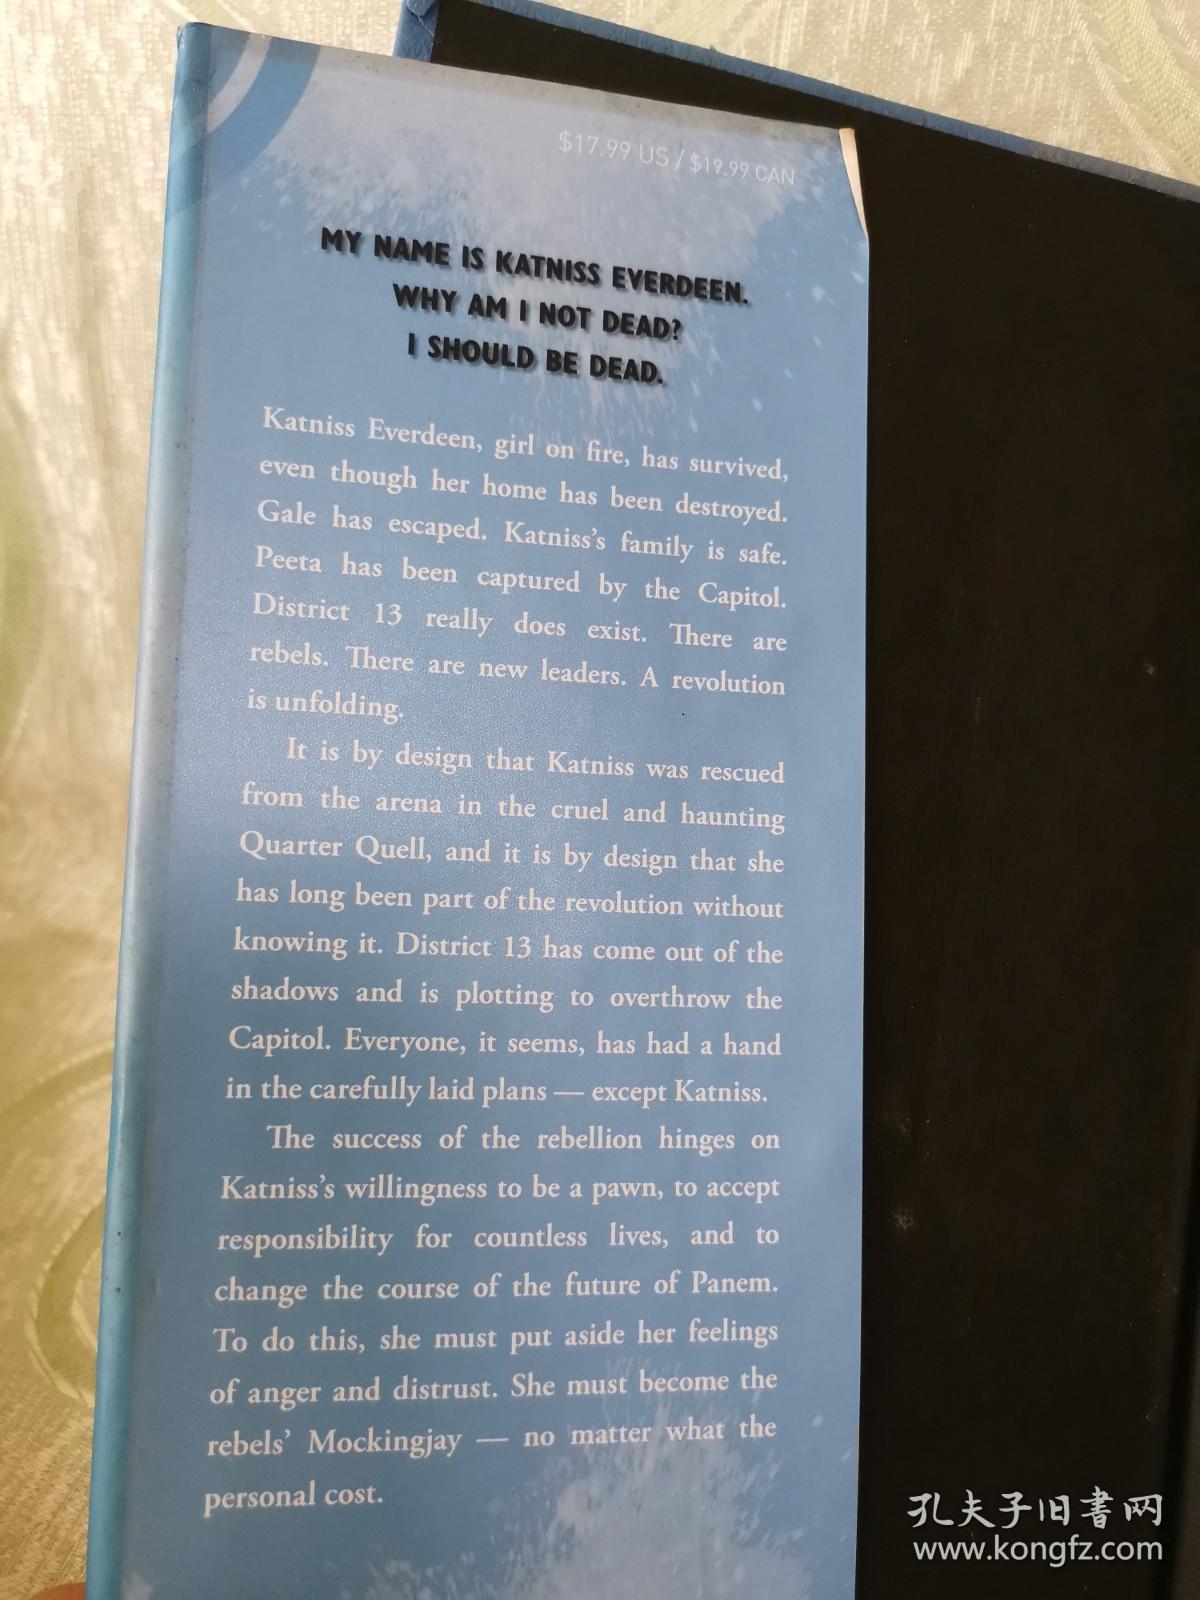 $17.99 US / $19.99 CAN
MY NAME IS KATNISS EVERDEEN.
WHY AM I NOT DEAD?
I SHOULD BE DEAD.
Katniss Everdeen, girl on fire, has survived,
even though her home has been destroyed.
Gale has escaped. Katniss's family is safe.
Peeta has been captured by the Capitol.
District 13 really does exist. There are
rebels. There are new leaders. A revolution
is unfolding.
It is by design that Katniss was rescued
from the arena in the cruel and haunting
Quarter Quell, and it is by design that she
has long been part of the revolution without
knowing it. District 13 has come out of the
shadows and is plotting to overthrow the
Capitol. Everyone, it seems, has had a hand
in the carefully laid plans — except Katniss.
The success of the rebellion hinges on
Katniss's willingness to be a pawn, to accept
responsibility for countless lives, and to
change the course of the future of Panem.
To do this, she must put aside her feelings
of anger and distrust. She must become the
rebels' Mockingjay — no matter what the
personal cost.
孔夫子旧書网
www.kongfz.com